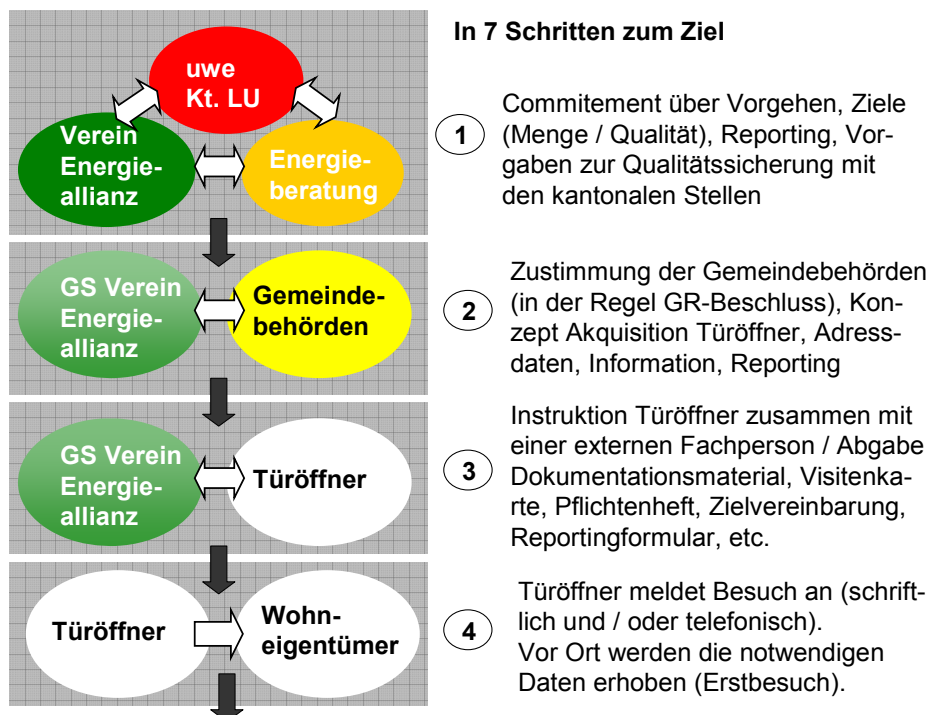 In 7 Schritten zum Ziel
uwe
Kt. LU
Verein
Energie-
allianz
Energie-
beratung
1
Commitement über Vorgehen, Ziele
(Menge / Qualität), Reporting, Vor-
gaben zur Qualitätssicherung mit
den kantonalen Stellen
GS Verein
Energie-
allianz
Gemeinde-
behörden
2
Zustimmung der Gemeindebehörden
(in der Regel GR-Beschluss), Kon-
zept Akquisition Türöffner, Adress-
daten, Information, Reporting
GS Verein
Energie-
allianz
Türöffner
3
Instruktion Türöffner zusammen mit
einer externen Fachperson / Abgabe
Dokumentationsmaterial, Visitenka-
rte, Pflichtenheft, Zielvereinbarung,
Reportingformular, etc.
Türöffner
Wohn-
eigentümer
4
Türöffner meldet Besuch an (schrift-
lich und / oder telefonisch).
Vor Ort werden die notwendigen
Daten erhoben (Erstbesuch).